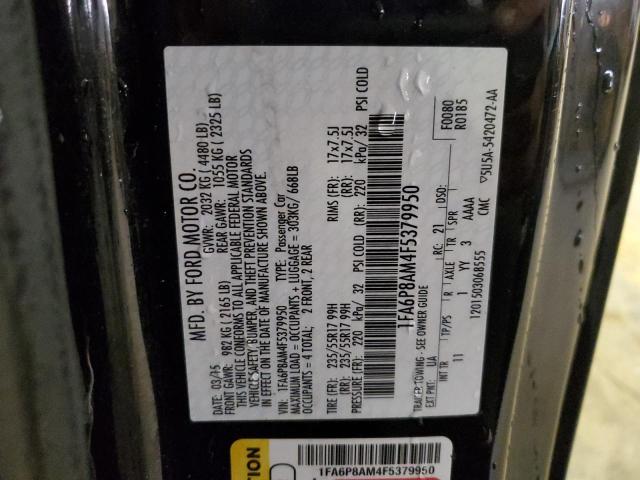 MFD. BY FORD MOTOR CO.
DATE: 03/15 GVWR: 2032 KG ( 4480 LB)
FRONT GAWR: 982 KG ( 2165 LB) REAR GAWR: 1055 KG ( 2325 LB)
THIS VEHICLE CONFORMS TO ALL APPLICABLE FEDERAL MOTOR
VEHICLE SAFETY, BUMPER, AND THEFT PREVENTION STANDARDS
IN EFFECT ON THE DATE OF MANUFACTURE SHOWN ABOVE.
VIN: 1FA6P8AM4F5379950 TYPE: Passenger Car
MAXIMUM LOAD = OCCUPANTS + LUGGAGE = 303KG/ 668LB
OCCUPANTS = 4 TOTAL: 2 FRONT, 2 REAR
TIRE (FR): 235/55R17 99H RIMS (FR): 17x7.5J
(RR): 235/55R17 99H (RR): 17x7.5J
PRESSURE (FR): 220 kPa/ 32 PSI COLD (RR): 220 kPa/ 32 PSI COLD
1FA6P8AM4F5379950
TRAILER TOWING - SEE OWNER GUIDE
EXT PNT: UA RC: 21 DSO: F0080
R0185
INT TR TP/PS R AXLE TR SPR
11 1 YY 3 AAAA
CMC
1201503068555 ▽5U5A-5420472-AA
TION
1FA6P8AM4F5379950